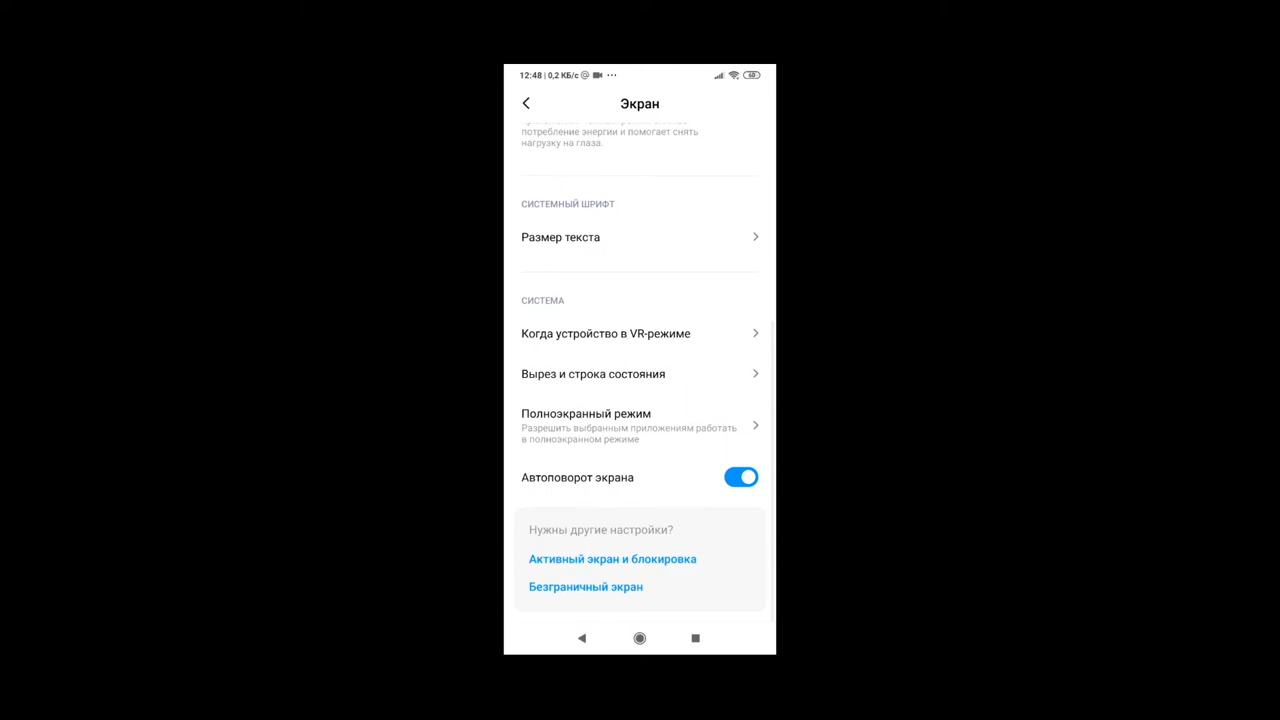 12:48 | 0,2 КБ/с @ ...
60
Экран
потребление энергии и помогает снять
нагрузку на глаза.
СИСТЕМНЫЙ ШРИФТ
Размер текста
СИСТЕМА
Когда устройство в VR-режиме
Вырез и строка состояния
Полноэкранный режим
Разрешить выбранным приложениям работать
в полноэкранном режиме
Автоповорот экрана
Нужны другие настройки?
Активный экран и блокировка
Безграничный экран